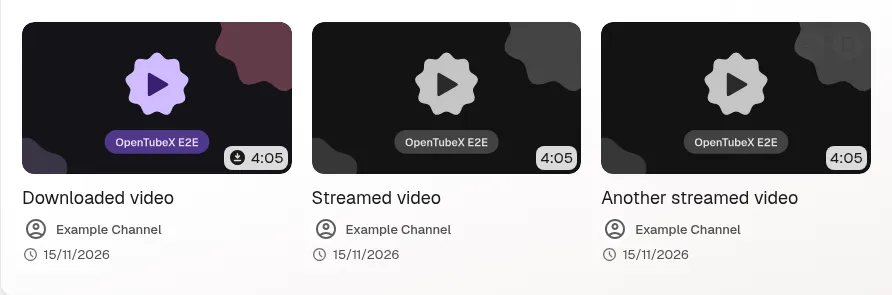 OpenTubeX E2E
4:05
OpenTubeX E2E
4:05
OpenTubeX E2E
4:05
Downloaded video
Streamed video
Another streamed video
Example Channel
Example Channel
Example Channel
15/11/2026
15/11/2026
15/11/2026